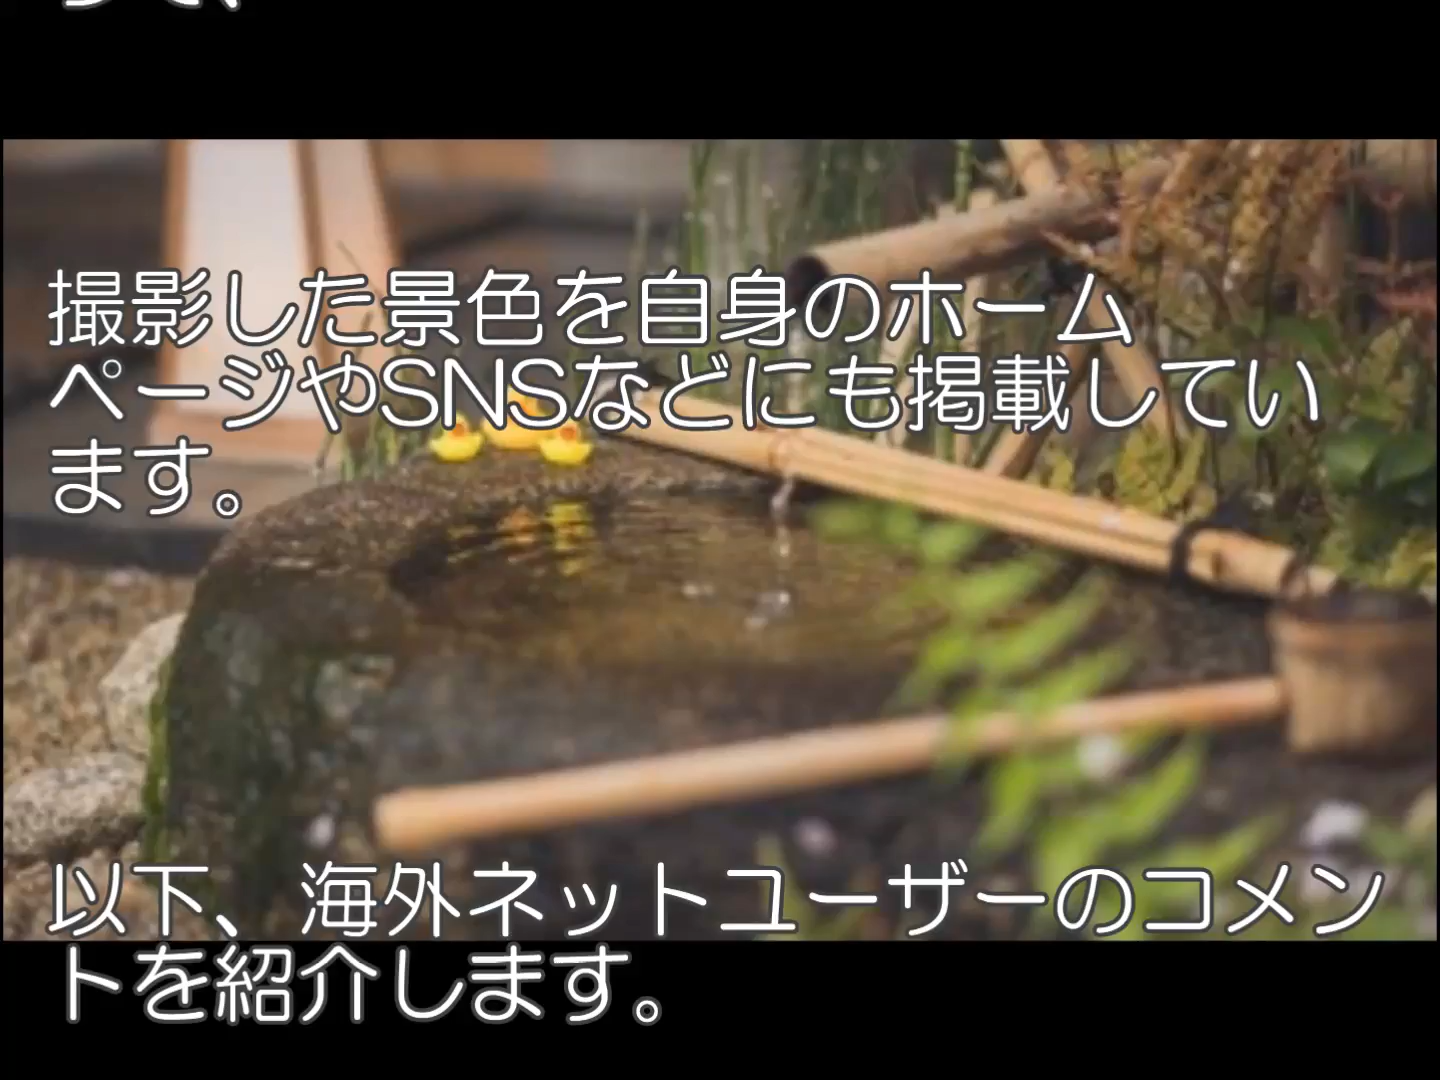 撮影した景色を自身のホーム
ページやSNSなどにも掲載してい
ます。
以下、海外ネットユーザーのコメン
トを紹介します。